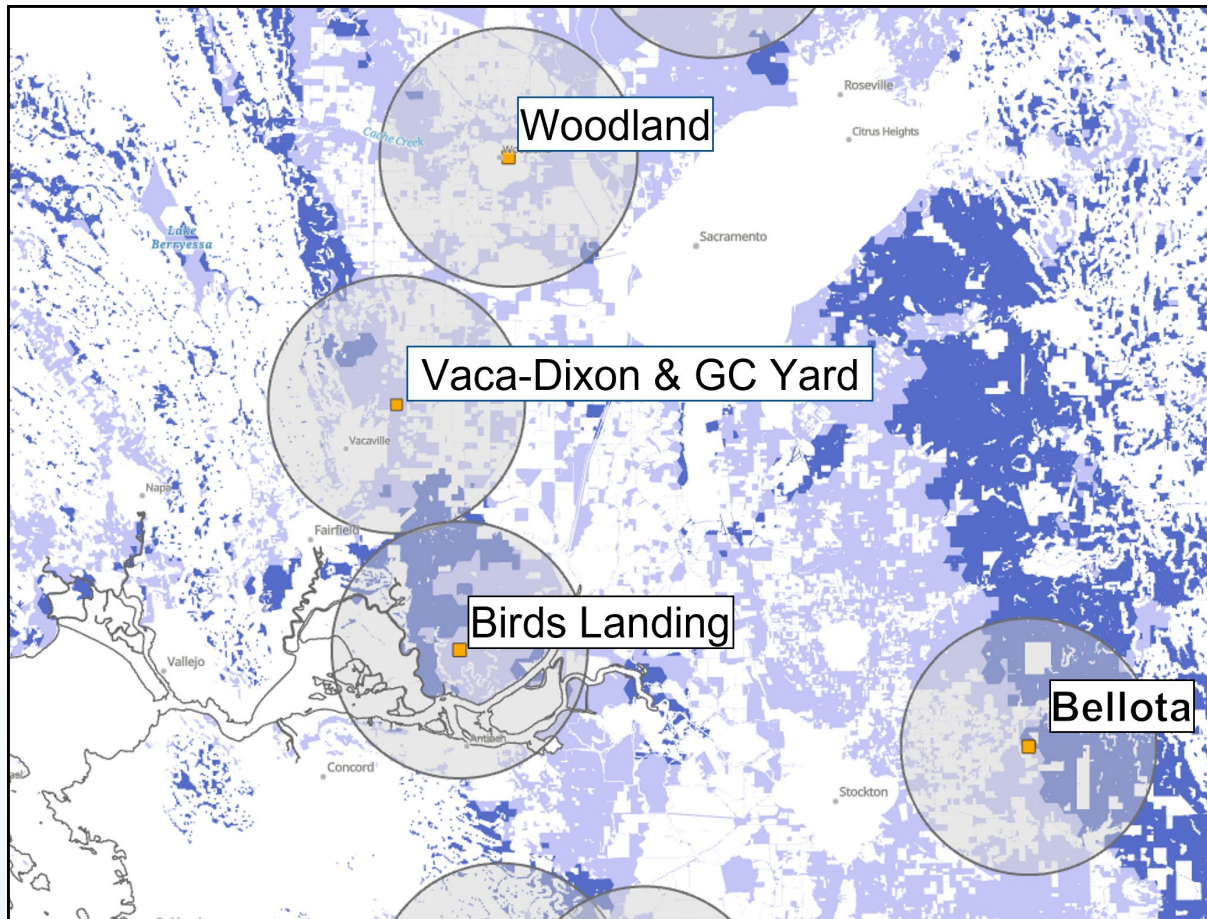 Roseville
Woodland
Citrus Heights
Cache Creek
Sacramento
Lake
Berryessa
Vaca-Dixon & GC Yard
Vacaville
Napa
Fairfield
Birds Landing
Vallejo
Bellota
Antioch
Concord
Stockton